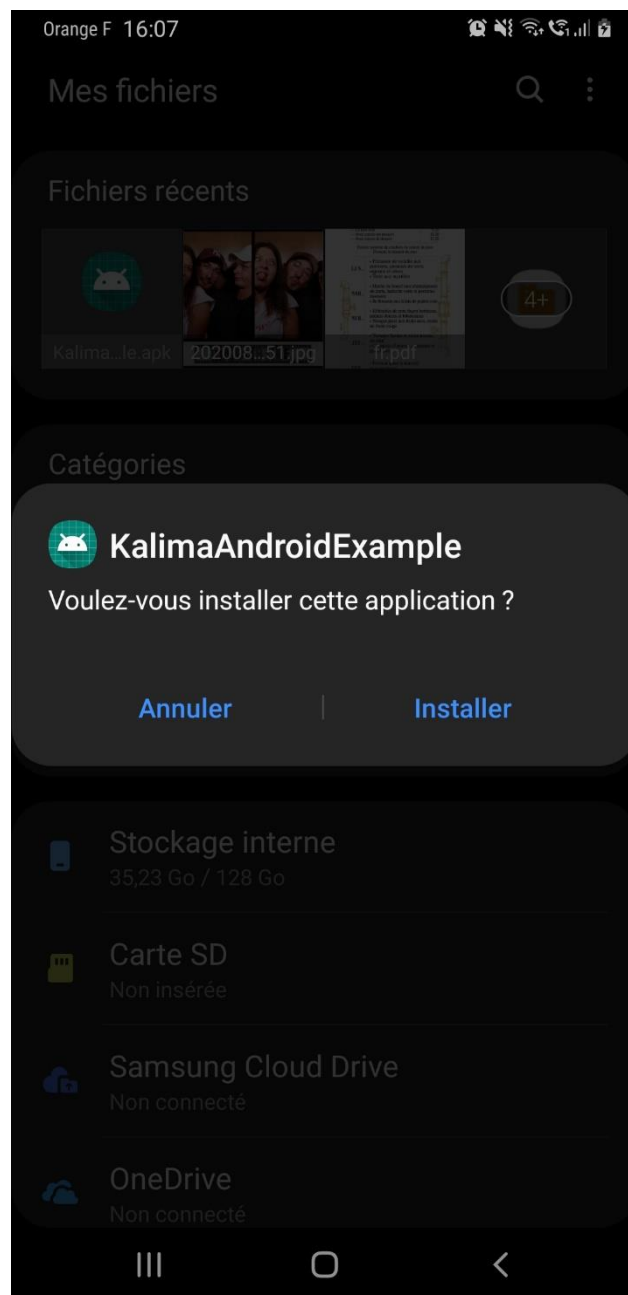 Orange F 16:07
Mes fichiers
Fichiers récents
4+
Kalima...le.apk 202008...51.jpg fr.pdf
Catégories
KalimaAndroidExample
Voulez-vous installer cette application ?
Annuler Installer
Stockage interne
35,23 Go / 128 Go
Carte SD
Non insérée
Samsung Cloud Drive
Non connecté
OneDrive
Non connecté